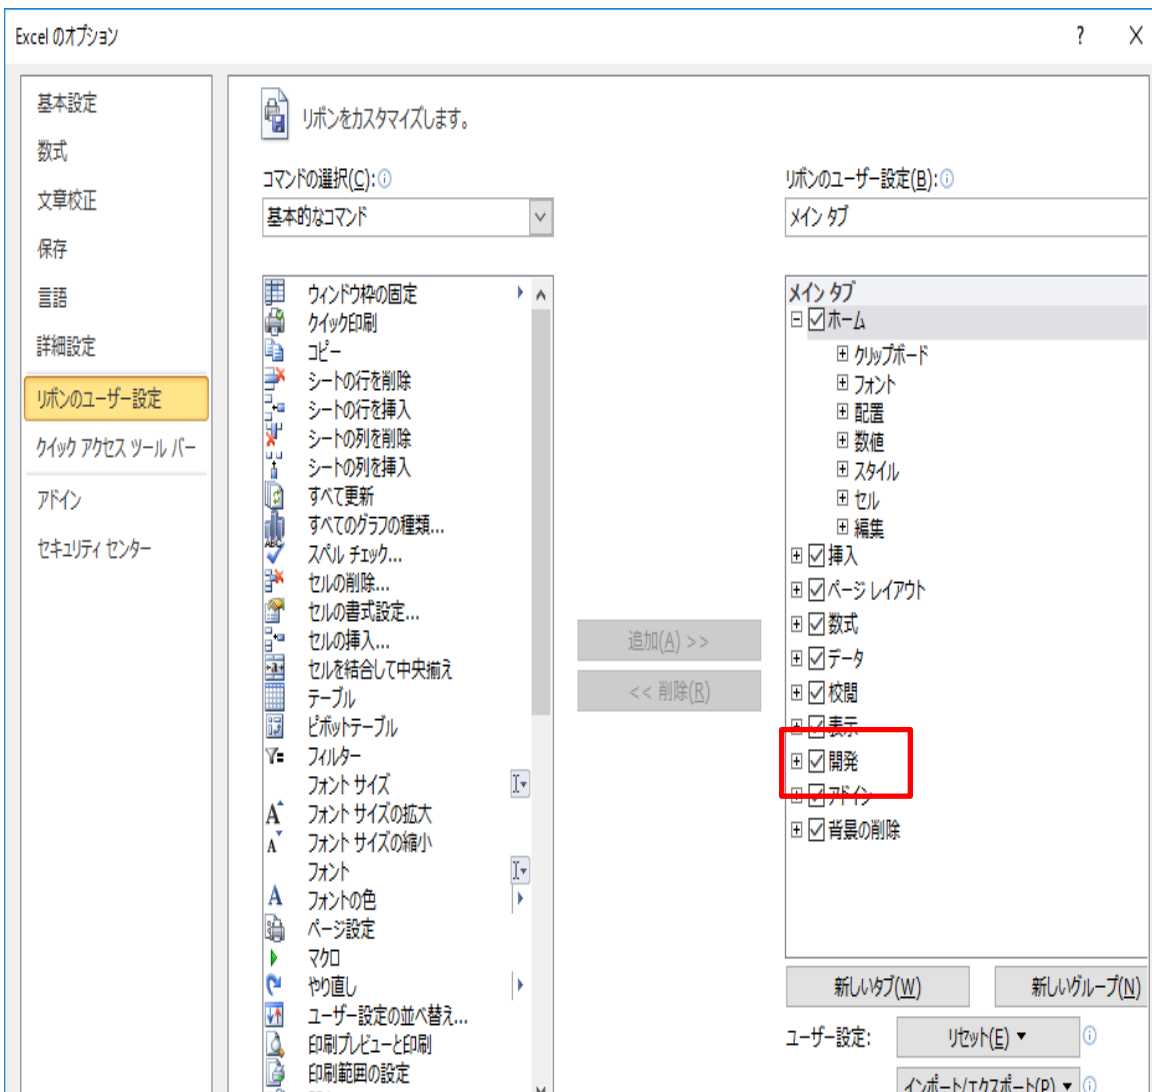 Excel のオプション
?
基本設定
数式
文章校正
保存
言語
詳細設定
リボンのユーザー設定
クイック アクセス ツール バー
アドイン
セキュリティ センター
リボンをカスタマイズします。
コマンドの選択(C):
基本的なコマンド
ウィンドウ枠の固定
クイック印刷
コピー
シートの行を削除
シートの行を挿入
シートの列を削除
シートの列を挿入
すべて更新
すべてのグラフの種類...
スペル チェック...
セルの削除...
セルの書式設定...
セルの挿入...
セルを結合して中央揃え
テーブル
ピボットテーブル
フィルター
フォント サイズ
フォント サイズの拡大
フォント サイズの縮小
フォント
フォントの色
ページ設定
マクロ
やり直し
ユーザー設定の並べ替え...
印刷プレビューと印刷
印刷範囲の設定
追加(A) >>
<< 削除(R)
リボンのユーザー設定(B):
メイン タブ
メイン タブ
ホーム
クリップボード
フォント
配置
数値
スタイル
セル
編集
挿入
ページ レイアウト
数式
データ
校閲
表示
開発
アドイン
背景の削除
新しいタブ(W)
新しいグループ(N)
ユーザー設定:
リセット(E)
インポート/エクスポート(P)